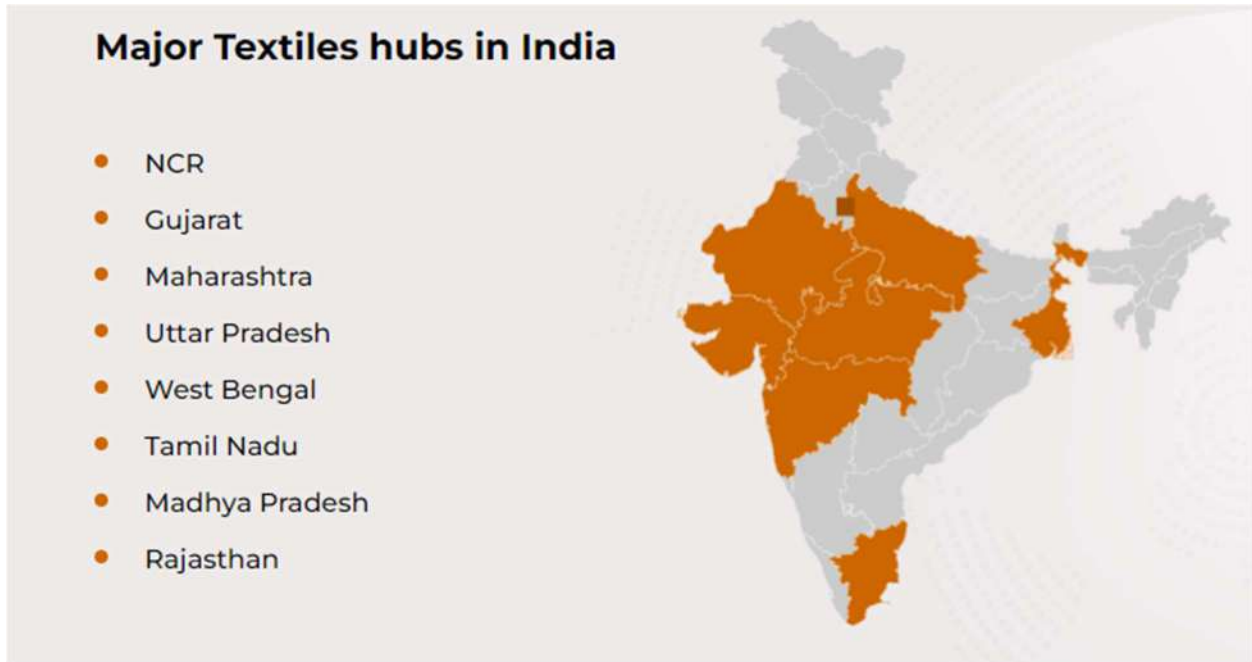 Major Textiles hubs in India
NCR
Gujarat
Maharashtra
Uttar Pradesh
West Bengal
Tamil Nadu
Madhya Pradesh
Rajasthan